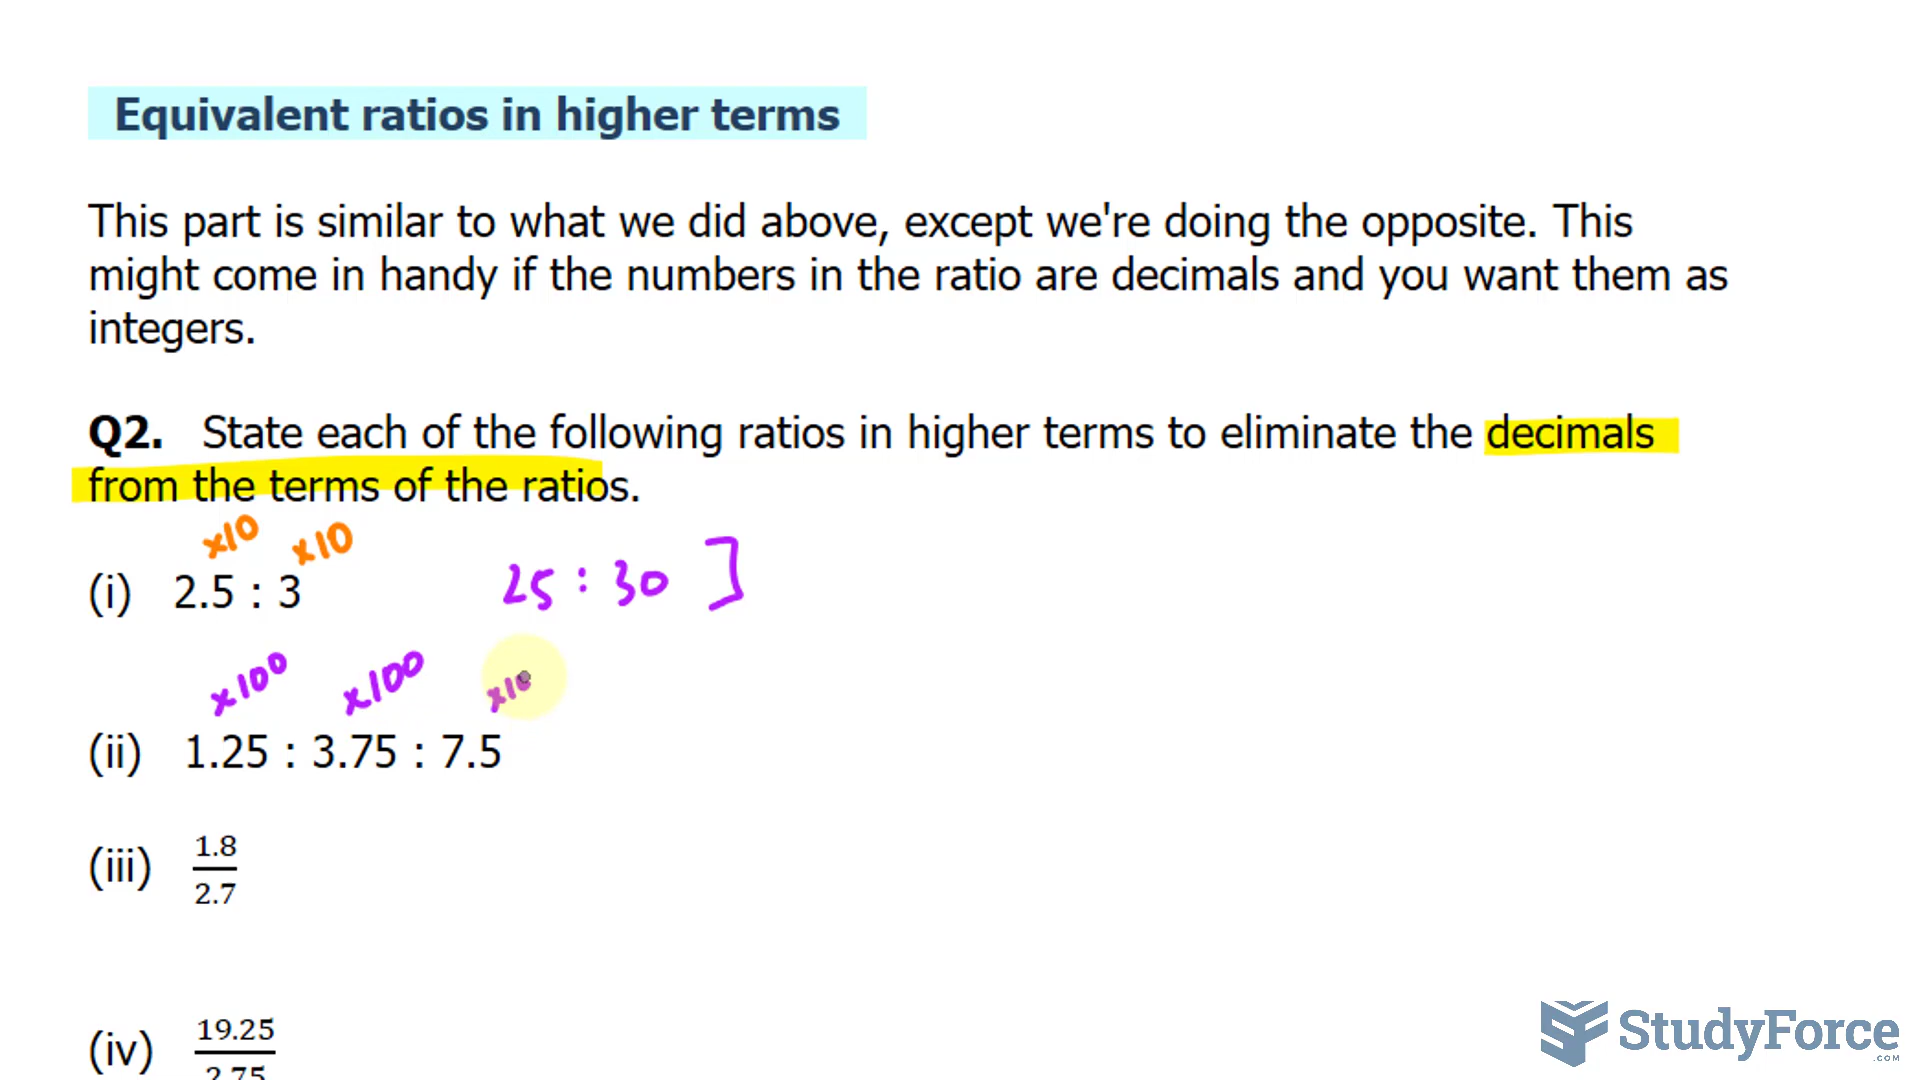 Equivalent ratios in higher terms
This part is similar to what we did above, except we're doing the opposite. This
might come in handy if the numbers in the ratio are decimals and you want them as
integers.
Q2. State each of the following ratios in higher terms to eliminate the decimals
from the terms of the ratios.
x10 x10
(i) 2.5 : 3 25 : 30 ]
x100 x100 x10
(ii) 1.25 : 3.75 : 7.5
(iii) 1.8
2.7
(iv) 19.25
2.75
StudyForce
.COM